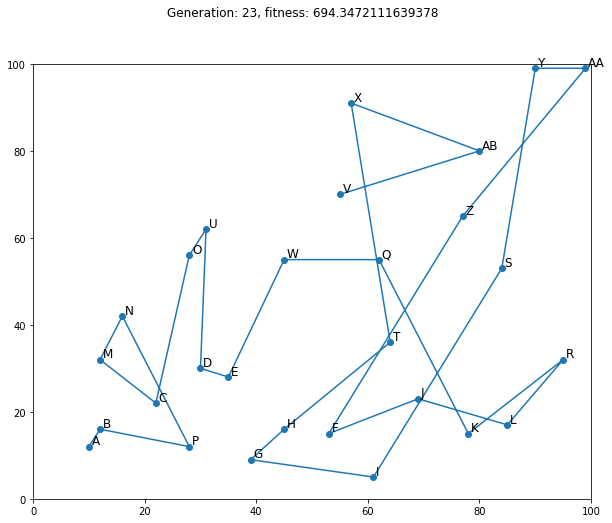 Generation: 23, fitness: 694.3472111639378
100
80
60
40
20
0
Y
AA
X
AB
V
Z
U
O
W
Q
S
N
T
M
R
D
E
C
J
B
H
L
A
P
F
K
G
I
0
20
40
60
80
100